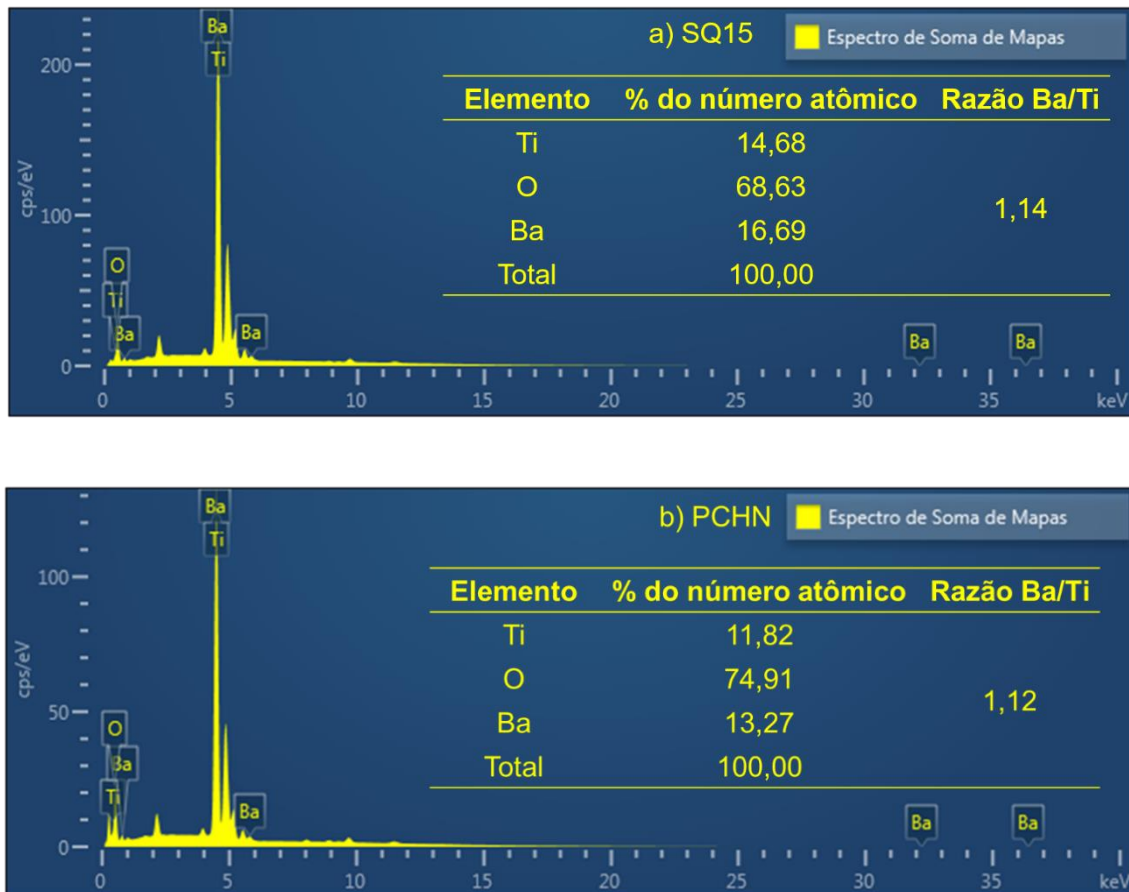 a) SQ15
Espectro de Soma de Mapas
Ba
Ti
200
Elemento % do número atômico Razão Ba/Ti
Ti 14,68
O 68,63
1,14
Ba 16,69
Total 100,00
cps/eV
100
O
Ti
Ba
Ba
Ba
Ba
0
0 5 10 15 20 25 30 35 keV
b) PCHN
Espectro de Soma de Mapas
Ba
Ti
100
Elemento % do número atômico Razão Ba/Ti
Ti 11,82
O 74,91
1,12
Ba 13,27
Total 100,00
cps/eV
50
O
Ba
Ti
Ba
Ba
Ba
0
0 5 10 15 20 25 30 35 keV